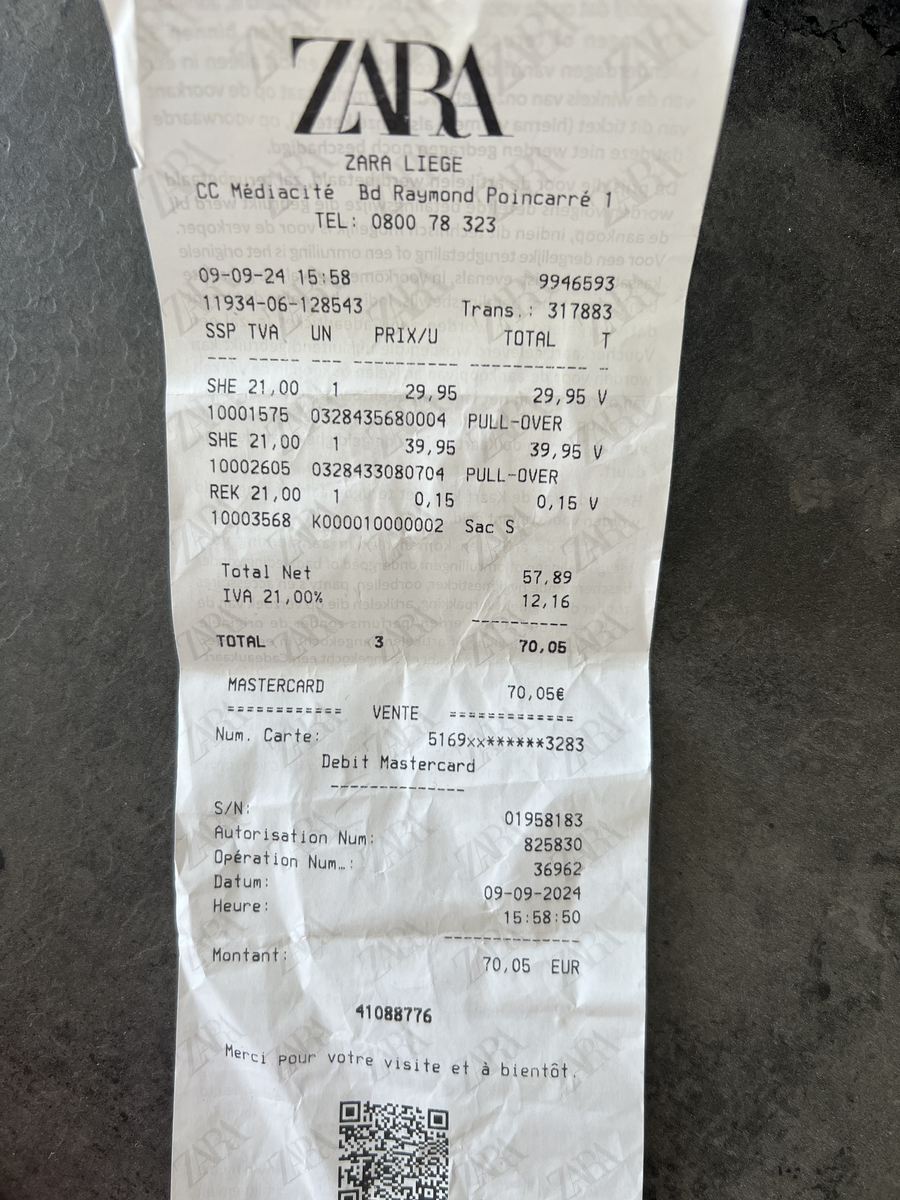 ZARA
ZARA LIEGE
CC Médiacité Bd Raymond Poincarré 1
TEL: 0800 78 323
09-09-24 15:58 9946593
11934-06-128543 Trans.: 317883
SSP TVA UN PRIX/U TOTAL T
--- ----- --- ---------- ----------- -
SHE 21,00 1 29,95 29,95 V
10001575 0328435680004 PULL-OVER
SHE 21,00 1 39,95 39,95 V
10002605 0328433080704 PULL-OVER
REK 21,00 1 0,15 0,15 V
10003568 K000010000002 Sac S
Total Net 57,89
IVA 21,00% 12,16
----------
TOTAL 3 70,05
MASTERCARD 70,05€
============ VENTE =============
Num. Carte: 5169xx******3283
Debit Mastercard
--------------
S/N: 01958183
Autorisation Num: 825830
Opération Num…: 36962
Datum: 09-09-2024
Heure: 15:58:50
--------------
Montant: 70,05 EUR
41088776
Merci pour votre visite et à bientôt.